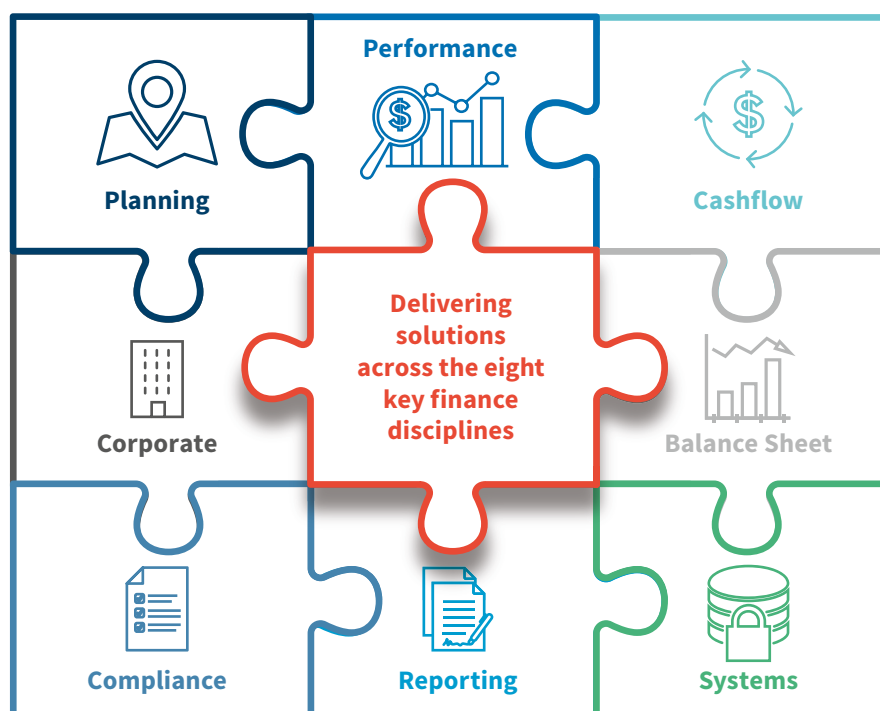 Performance
Planning
Cashflow
Delivering
solutions
across the eight
key finance
disciplines
Corporate
Balance Sheet
Compliance
Reporting
Systems